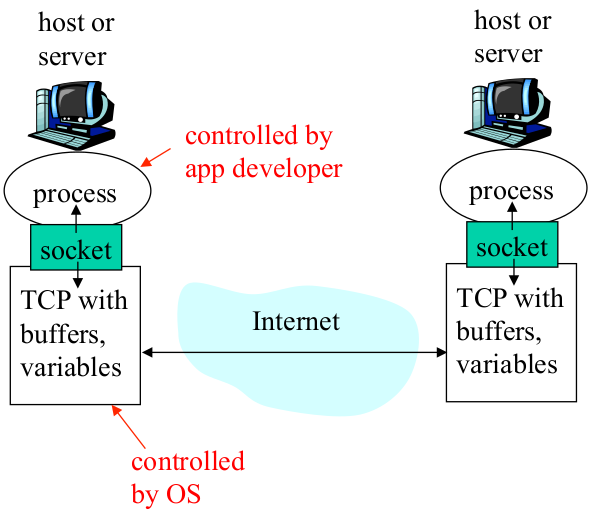 host or
server
host or
server
controlled by
app developer
process
process
socket
socket
TCP with
buffers,
variables
Internet
TCP with
buffers,
variables
controlled
by OS